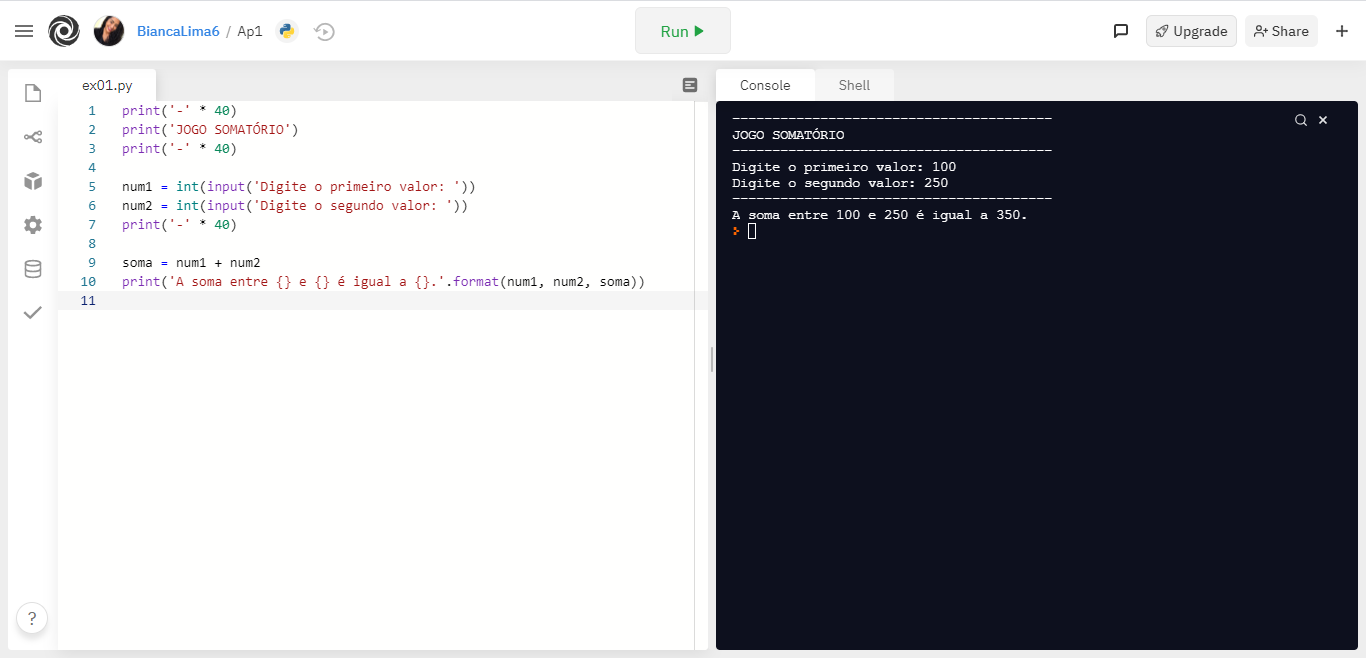 BiancaLima6 / Ap1
Run
Upgrade
Share
ex01.py
1 print('-' * 40)
2 print('JOGO SOMATÓRIO')
3 print('-' * 40)
4
5 num1 = int(input('Digite o primeiro valor: '))
6 num2 = int(input('Digite o segundo valor: '))
7 print('-' * 40)
8
9 soma = num1 + num2
10 print('A soma entre {} e {} é igual a {}.'.format(num1, num2, soma))
11
?
Console
Shell
----------------------------------------
JOGO SOMATÓRIO
----------------------------------------
Digite o primeiro valor: 100
Digite o segundo valor: 250
----------------------------------------
A soma entre 100 e 250 é igual a 350.